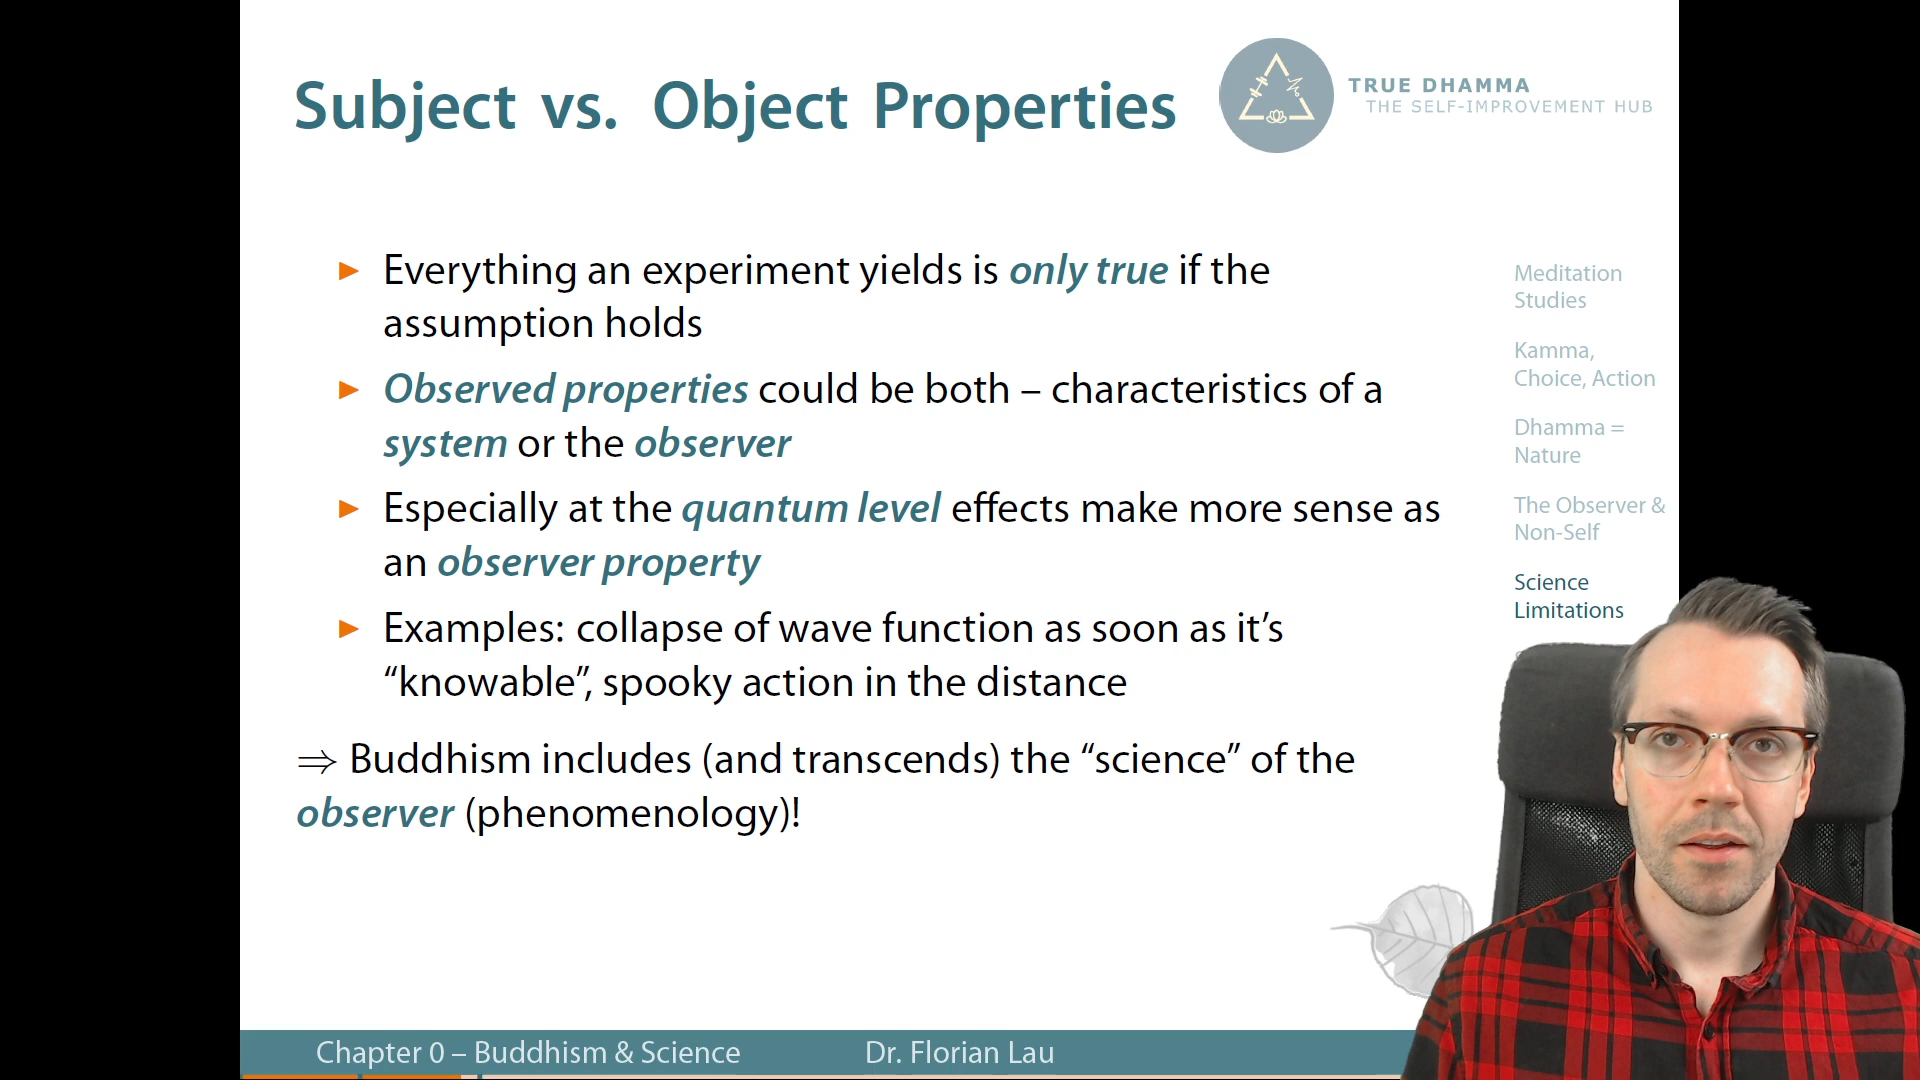 Subject vs. Object Properties
TRUE DHAMMA
THE SELF-IMPROVEMENT HUB
▶ Everything an experiment yields is only true if the
assumption holds
▶ Observed properties could be both – characteristics of a
system or the observer
▶ Especially at the quantum level effects make more sense as
an observer property
▶ Examples: collapse of wave function as soon as it’s
“knowable”, spooky action in the distance
⇒ Buddhism includes (and transcends) the “science” of the
observer (phenomenology)!
Meditation
Studies
Kamma,
Choice, Action
Dhamma =
Nature
The Observer &
Non-Self
Science
Limitations
Chapter 0 – Buddhism & Science
Dr. Florian Lau